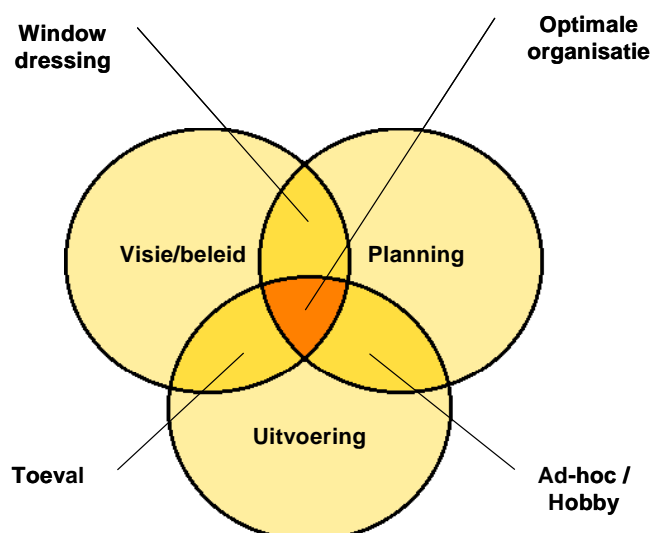 Window
dressing
Optimale
organisatie
Visie/beleid
Planning
Uitvoering
Toeval
Ad-hoc /
Hobby